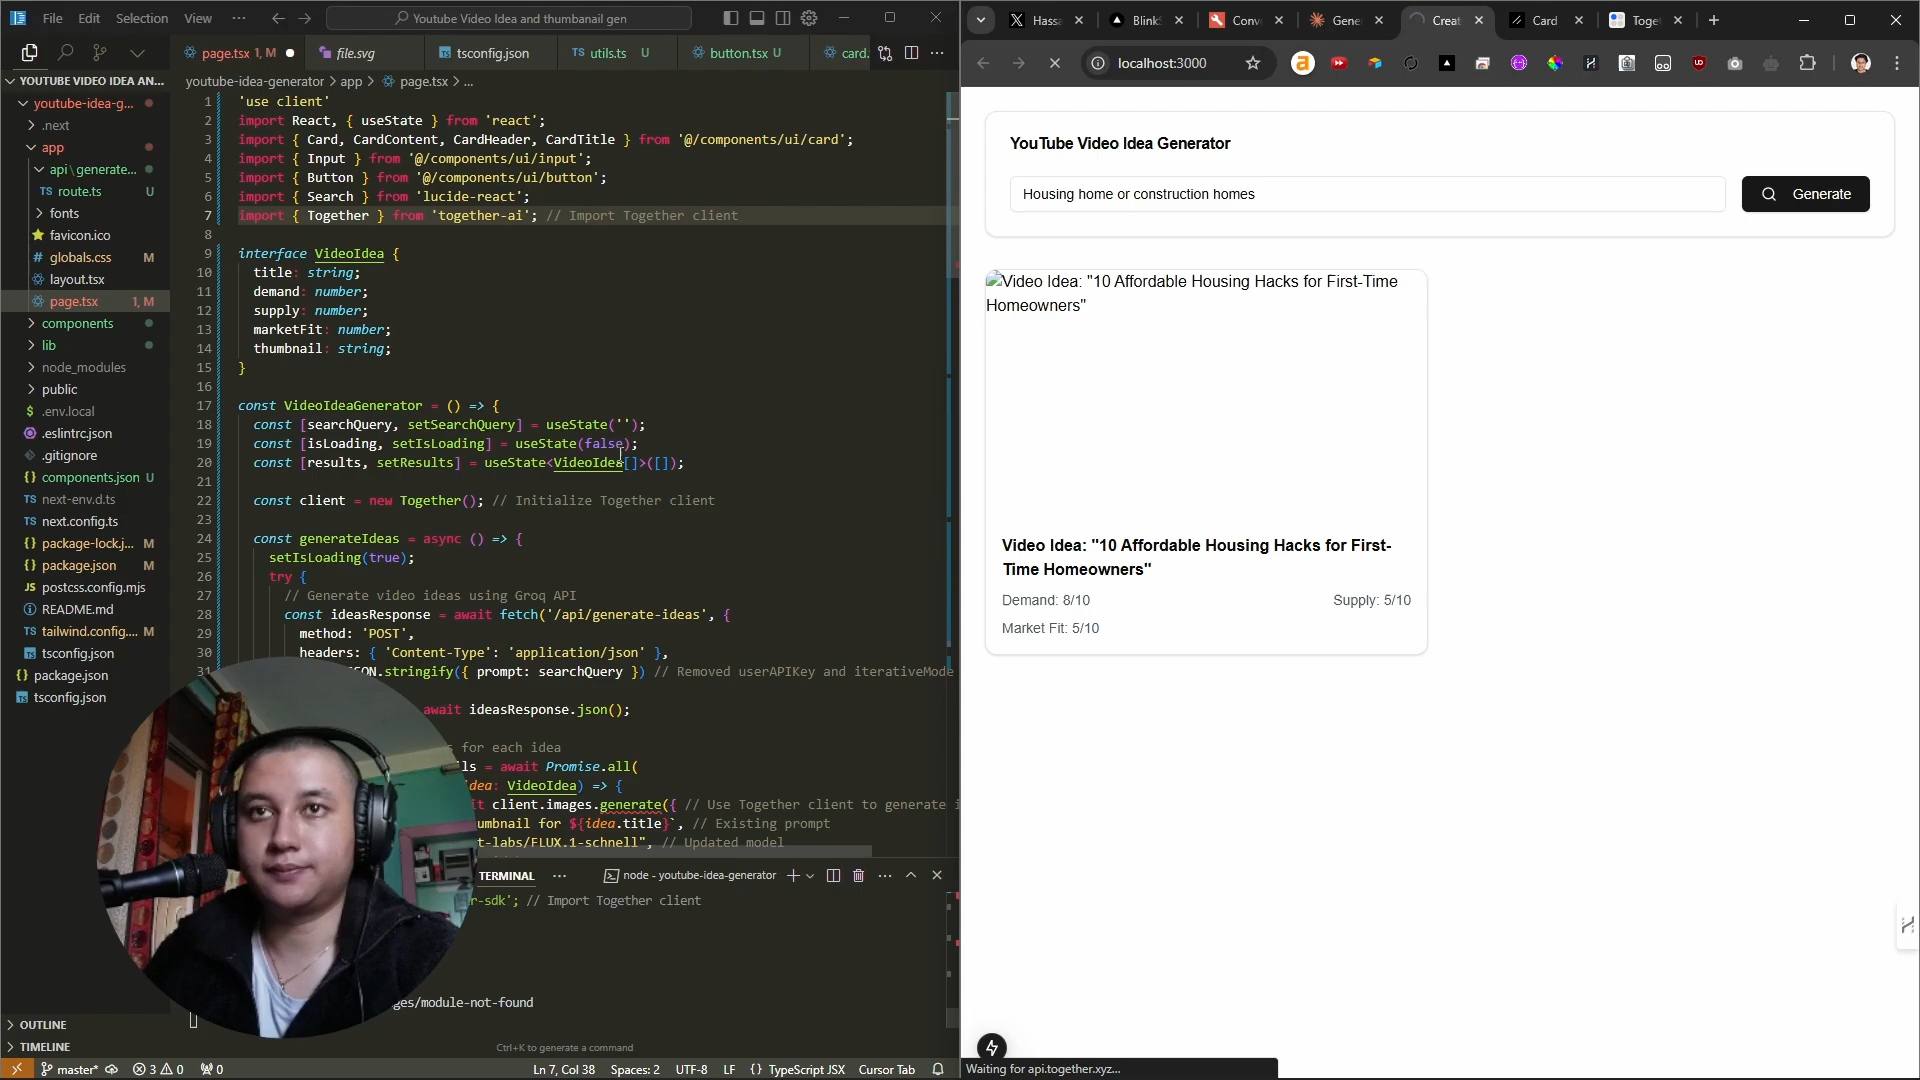 File Edit Selection View ··· Youtube Video Idea and thumbanail gen
page.tsx 1, M file.svg tsconfig.json TS utils.ts U button.tsx U card. ···
YOUTUBE VIDEO IDEA AN...
youtube-idea-g...
.next
app
api\generate...
TS route.ts U
fonts
favicon.ico
# globals.css M
layout.tsx
page.tsx 1, M
components
lib
node_modules
public
$ .env.local
.eslintrc.json
.gitignore
{} components.json U
TS next-env.d.ts
TS next.config.ts
{} package-lock.j... M
{} package.json M
JS postcss.config.mjs
README.md
TS tailwind.config.... M
tsconfig.json
{} package.json
tsconfig.json
OUTLINE
TIMELINE
youtube-idea-generator > app > page.tsx > ...
1 'use client'
2 import React, { useState } from 'react';
3 import { Card, CardContent, CardHeader, CardTitle } from '@/components/ui/card';
4 import { Input } from '@/components/ui/input';
5 import { Button } from '@/components/ui/button';
6 import { Search } from 'lucide-react';
7 import { Together } from 'together-ai'; // Import Together client
8
9 interface VideoIdea {
10 title: string;
11 demand: number;
12 supply: number;
13 marketFit: number;
14 thumbnail: string;
15 }
16
17 const VideoIdeaGenerator = () => {
18 const [searchQuery, setSearchQuery] = useState('');
19 const [isLoading, setIsLoading] = useState(false);
20 const [results, setResults] = useState<VideoIdea[]>([]);
21
22 const client = new Together(); // Initialize Together client
23
24 const generateIdeas = async () => {
25 setIsLoading(true);
26 try {
27 // Generate video ideas using Groq API
28 const ideasResponse = await fetch('/api/generate-ideas', {
29 method: 'POST',
30 headers: { 'Content-Type': 'application/json' },
31 ON.stringify({ prompt: searchQuery }) // Removed userAPIKey and iterativeMode
await ideasResponse.json();
s for each idea
ls = await Promise.all(
dea: VideoIdea) => {
it client.images.generate({ // Use Together client to generate i
umbnail for ${idea.title}`, // Existing prompt
t-labs/FLUX.1-schnell", // Updated model
TERMINAL ··· node - youtube-idea-generator
r-sdk'; // Import Together client
ges/module-not-found
Ctrl+K to generate a command
master* 3 0 0 Ln 7, Col 38 Spaces: 2 UTF-8 LF {} TypeScript JSX Cursor Tab
Hassa Blink Conv Gene Creat Card Toget
localhost:3000
YouTube Video Idea Generator
Housing home or construction homes
Generate
Video Idea: "10 Affordable Housing Hacks for First-Time
Homeowners"
Video Idea: "10 Affordable Housing Hacks for First-
Time Homeowners"
Demand: 8/10 Supply: 5/10
Market Fit: 5/10
Waiting for api.together.xyz...